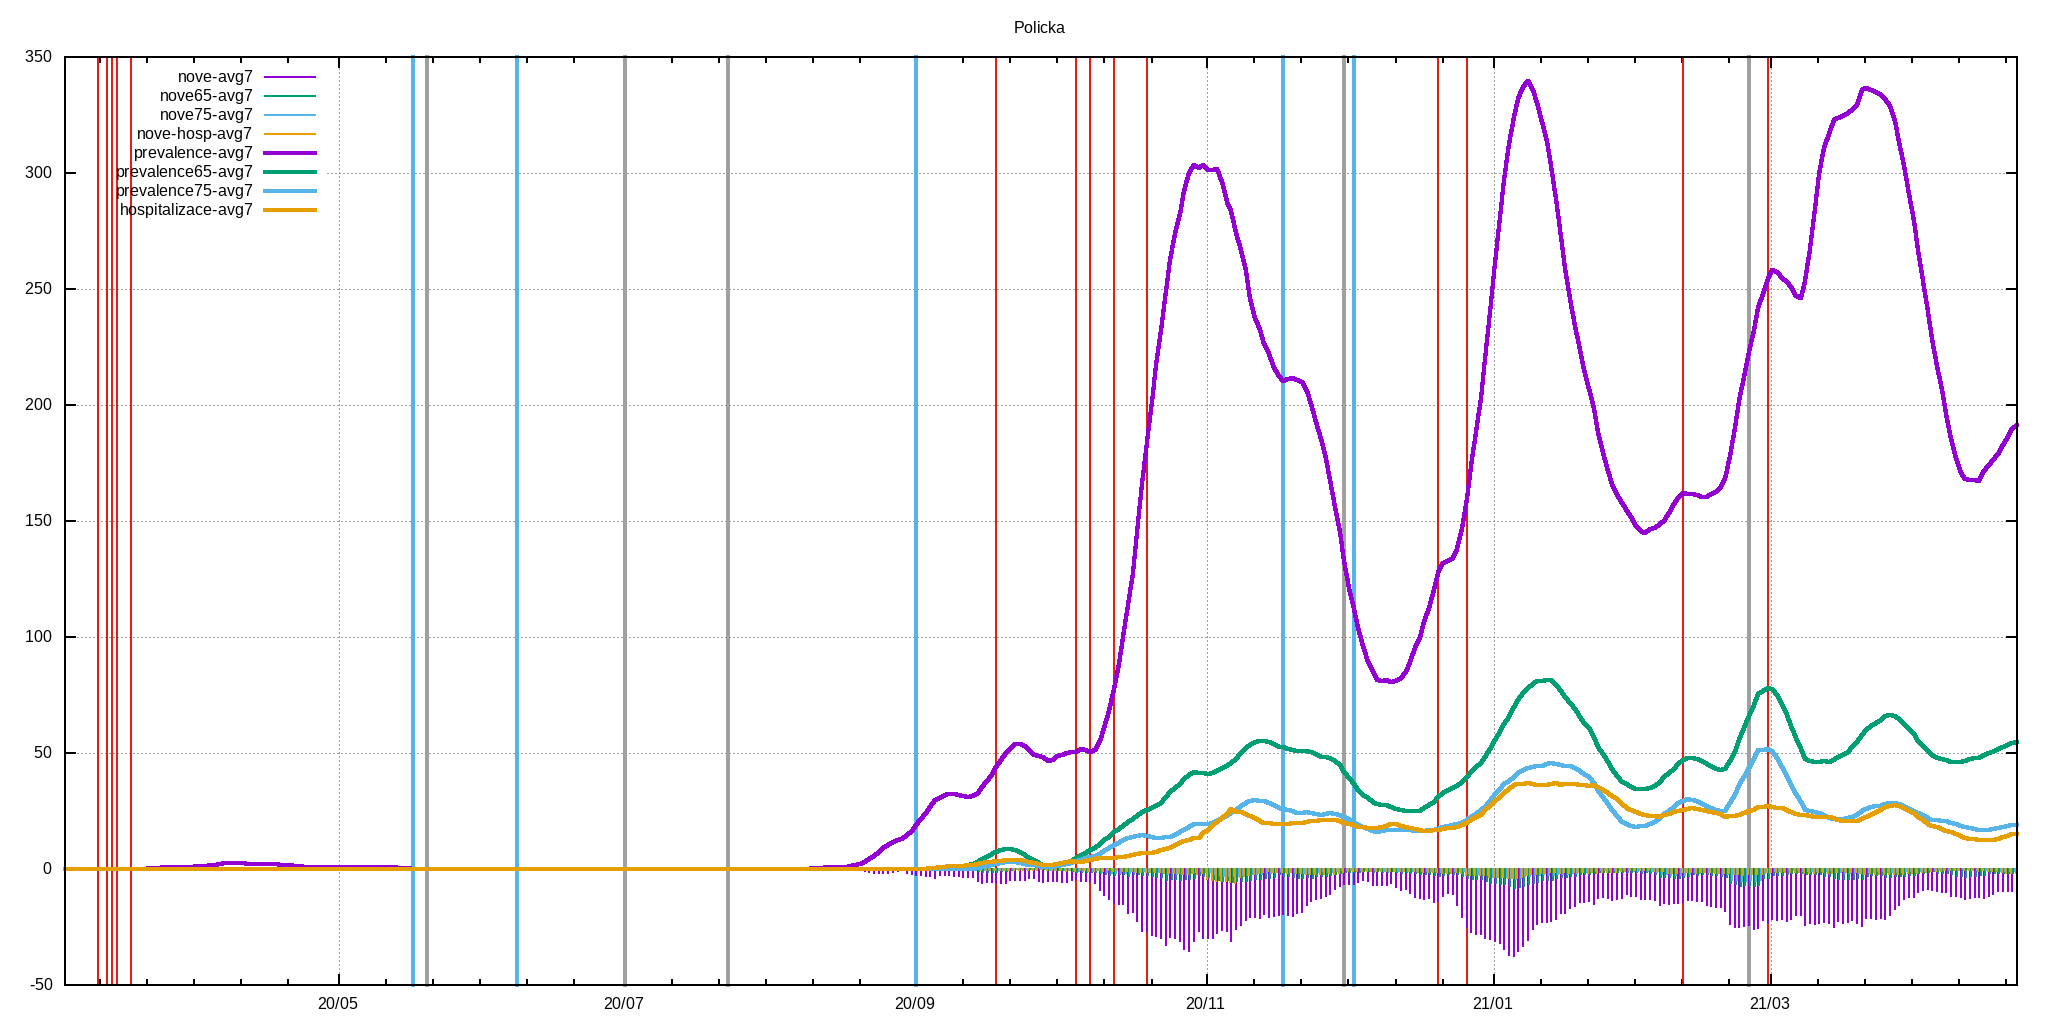 Policka
350
300
250
200
150
100
50
0
-50
nove-avg7
nove65-avg7
nove75-avg7
nove-hosp-avg7
prevalence-avg7
prevalence65-avg7
prevalence75-avg7
hospitalizace-avg7
20/05 20/07 20/09 20/11 21/01 21/03